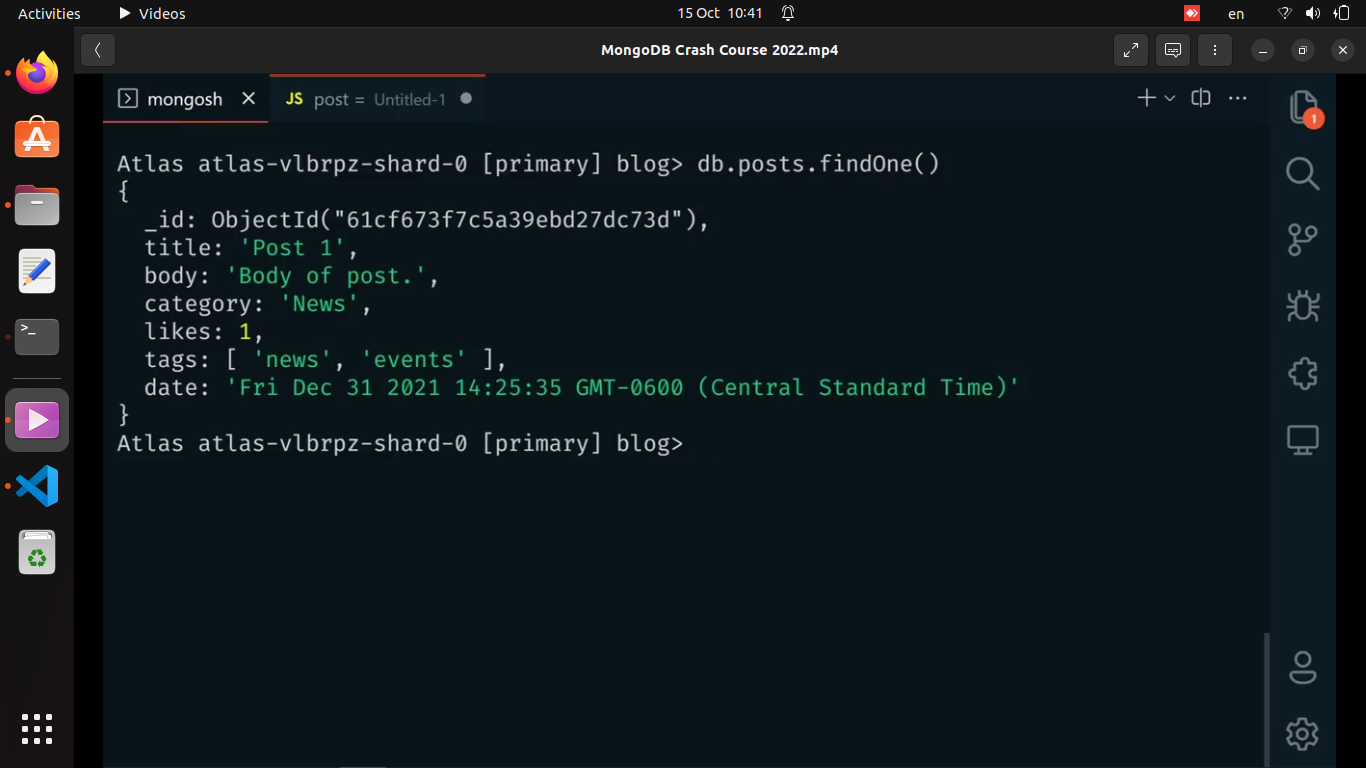 Activities Videos 15 Oct 10:41 en
MongoDB Crash Course 2022.mp4
mongosh JS post = Untitled-1
1
Atlas atlas-vlbrpz-shard-0 [primary] blog> db.posts.findOne()
{
_id: ObjectId("61cf673f7c5a39ebd27dc73d"),
title: 'Post 1',
body: 'Body of post.',
category: 'News',
likes: 1,
tags: [ 'news', 'events' ],
date: 'Fri Dec 31 2021 14:25:35 GMT-0600 (Central Standard Time)'
}
Atlas atlas-vlbrpz-shard-0 [primary] blog>